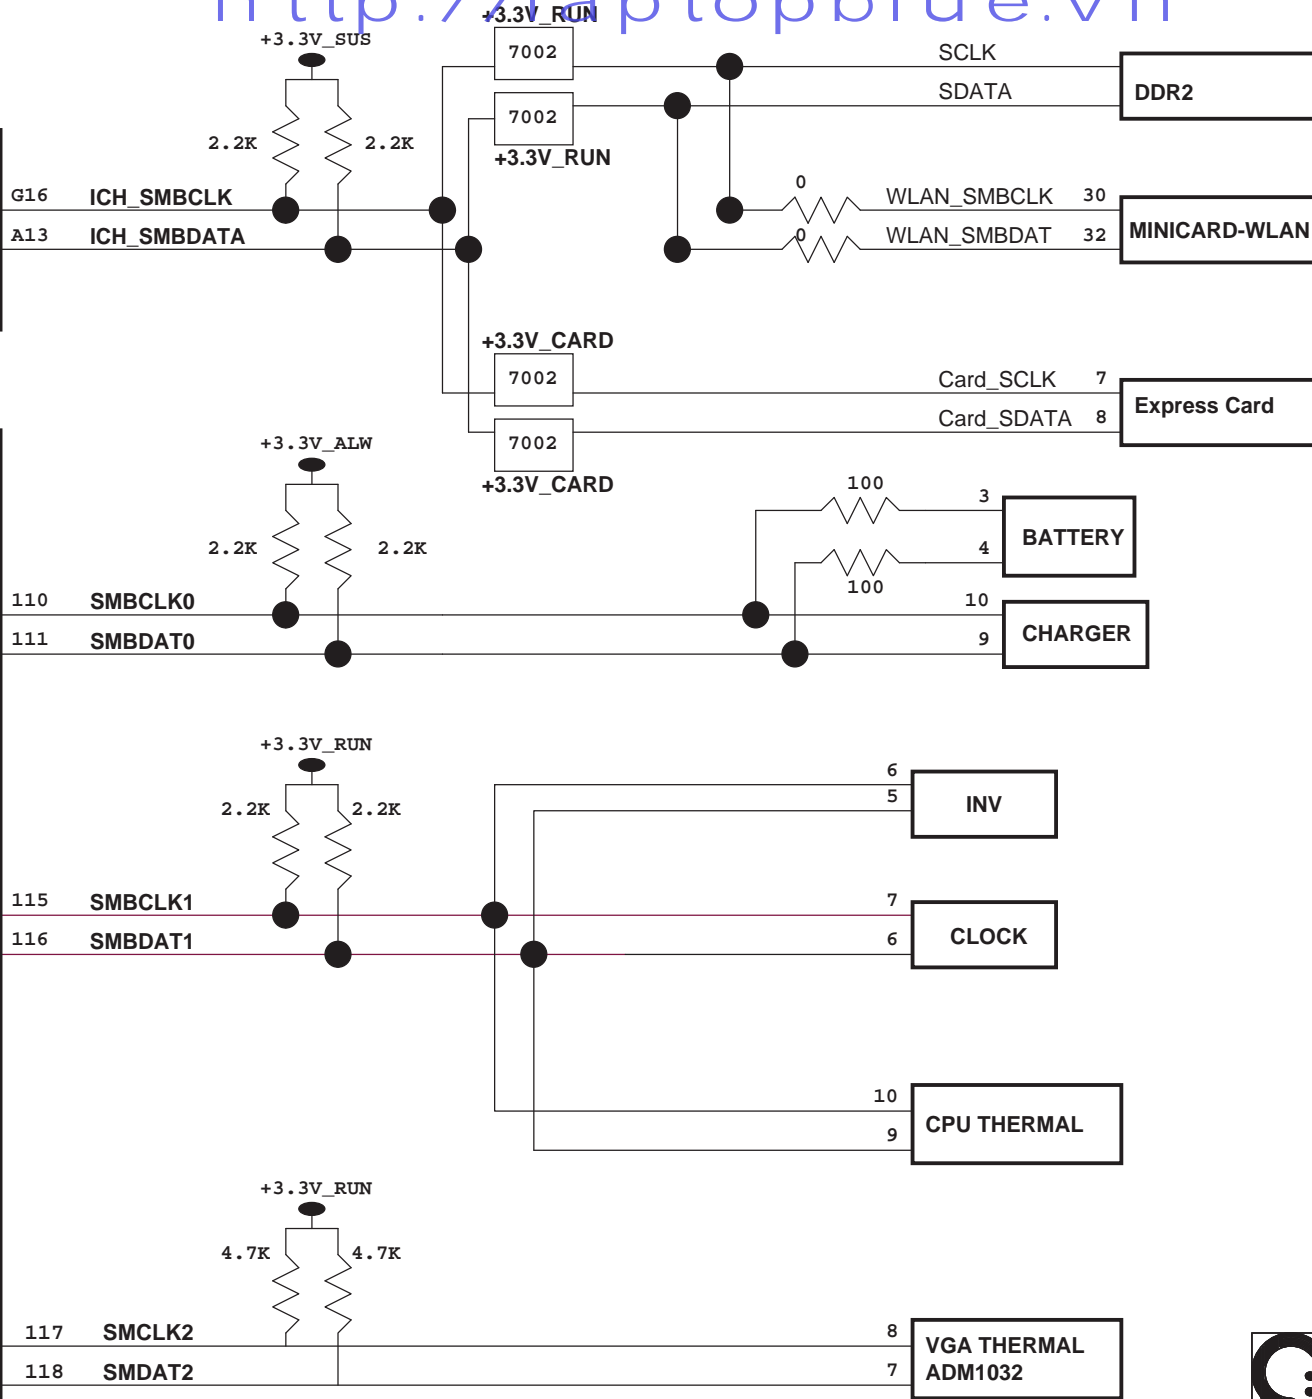 http://laptopblue.vn
+3.3V_RUN
+3.3V_SUS
7002
SCLK
SDATA
DDR2
7002
2.2K
2.2K
+3.3V_RUN
0
G16 ICH_SMBCLK
WLAN_SMBCLK 30
A13 ICH_SMBDATA
0
WLAN_SMBDAT 32
MINICARD-WLAN
+3.3V_CARD
7002
Card_SCLK 7
Express Card
Card_SDATA 8
+3.3V_ALW
7002
+3.3V_CARD
100
3
BATTERY
2.2K
2.2K
4
100
110 SMBCLK0
10
CHARGER
111 SMBDAT0
9
+3.3V_RUN
6
INV
5
2.2K
2.2K
115 SMBCLK1
7
CLOCK
116 SMBDAT1
6
10
CPU THERMAL
9
+3.3V_RUN
4.7K
4.7K
117 SMCLK2
8
VGA THERMAL
118 SMDAT2
7
ADM1032